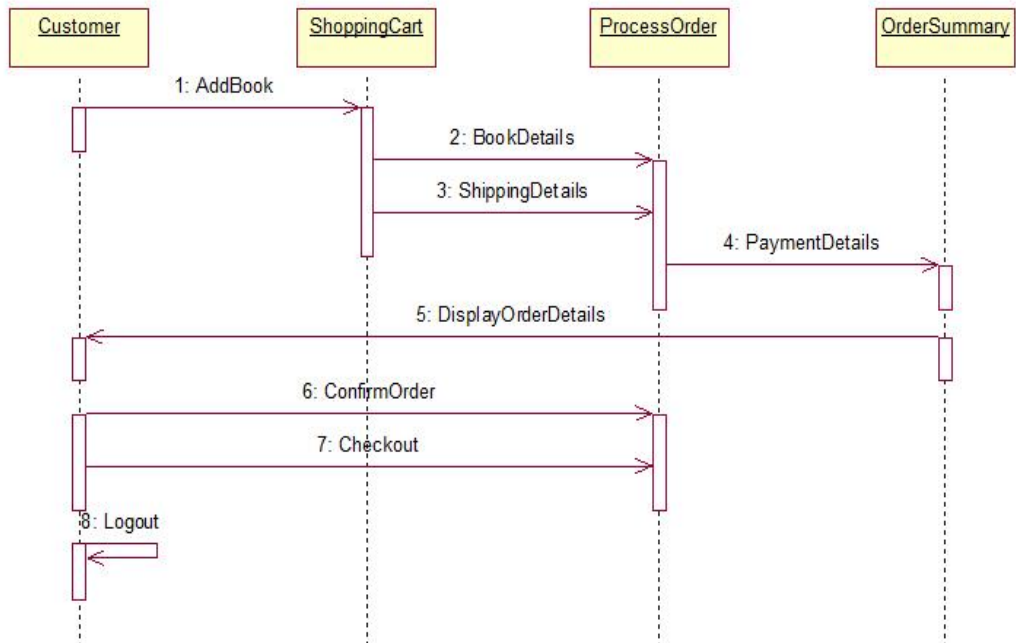 Customer
ShoppingCart
ProcessOrder
OrderSummary
1: AddBook
2: BookDetails
3: ShippingDetails
4: PaymentDetails
5: DisplayOrderDetails
6: ConfirmOrder
7: Checkout
8: Logout